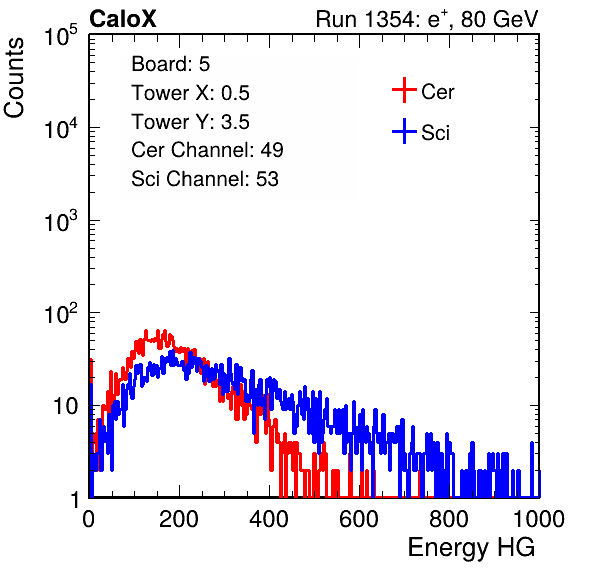 CaloX Run 1354: e⁺, 80 GeV
Counts
Board: 5
Tower X: 0.5
Tower Y: 3.5
Cer Channel: 49
Sci Channel: 53
Cer
Sci
10⁵
10⁴
10³
10²
10
1
0 200 400 600 800 1000
Energy HG